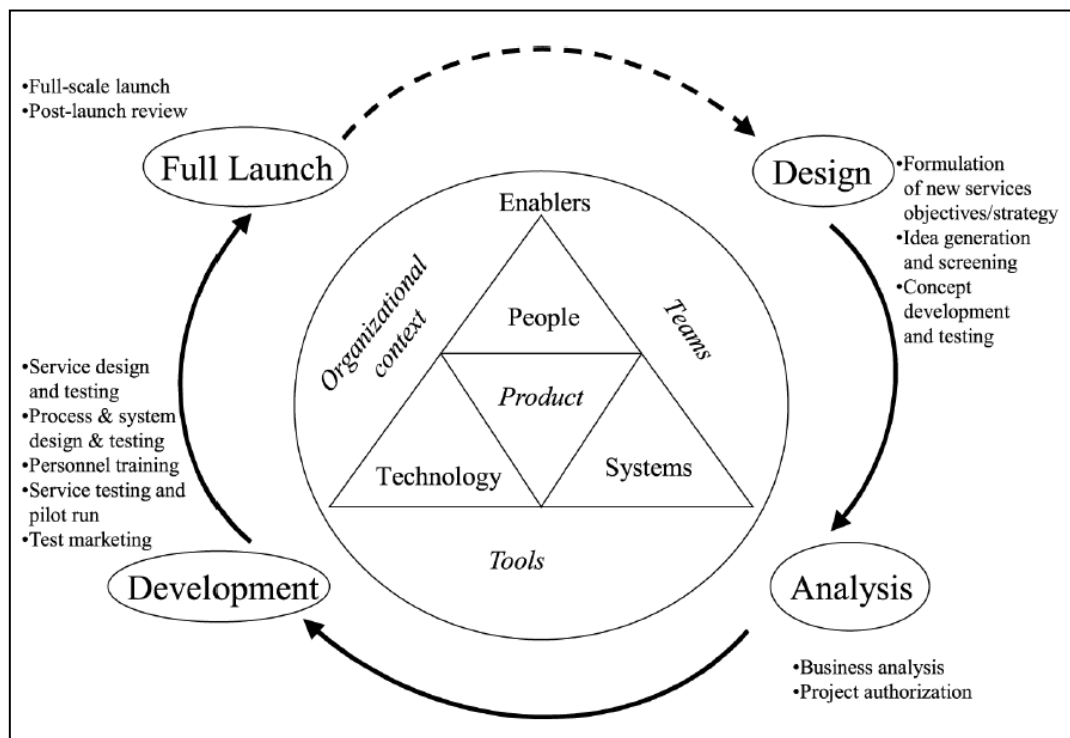 •Full-scale launch
•Post-launch review
Full Launch
Design
•Formulation
of new services
objectives/strategy
•Idea generation
and screening
•Concept
development
and testing
Enablers
Organizational
context
Teams
People
Product
Technology
Systems
Tools
•Service design
and testing
•Process & system
design & testing
•Personnel training
•Service testing and
pilot run
•Test marketing
Development
Analysis
•Business analysis
•Project authorization